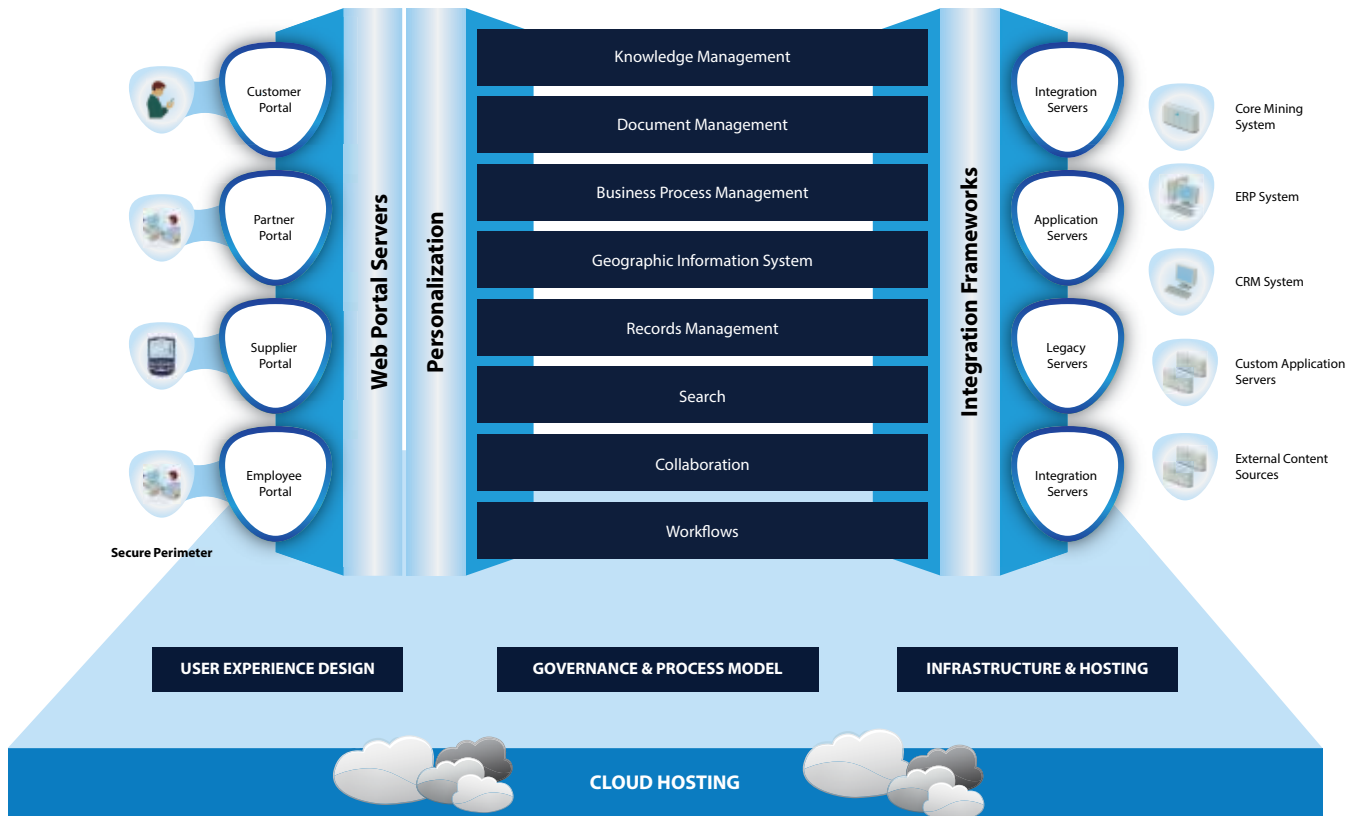 Customer
Portal
Partner
Portal
Supplier
Portal
Employee
Portal
Secure Perimeter
Web Portal Servers
Personalization
Knowledge Management
Document Management
Business Process Management
Geographic Information System
Records Management
Search
Collaboration
Workflows
Integration Frameworks
Integration
Servers
Application
Servers
Legacy
Servers
Integration
Servers
Core Mining
System
ERP System
CRM System
Custom Application
Servers
External Content
Sources
USER EXPERIENCE DESIGN
GOVERNANCE & PROCESS MODEL
INFRASTRUCTURE & HOSTING
CLOUD HOSTING